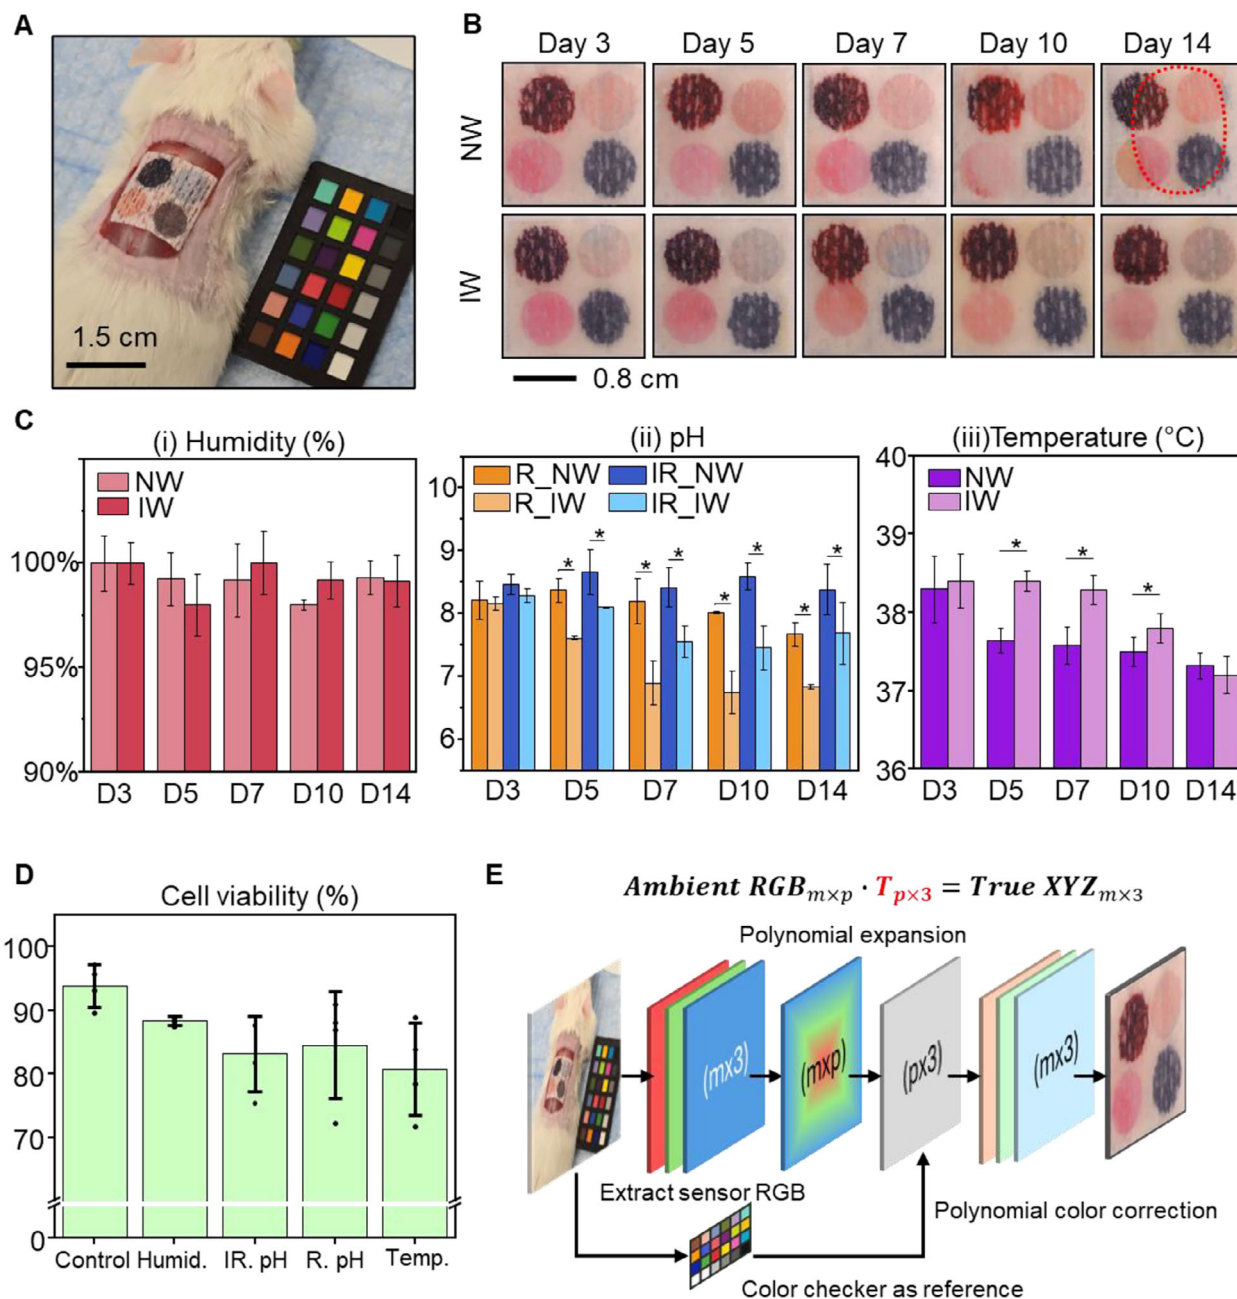 A
1.5 cm
B
Day 3 Day 5 Day 7 Day 10 Day 14
NW
IW
0.8 cm
C
(i) Humidity (%)
NW
IW
100%
95%
90%
D3 D5 D7 D10 D14
(ii) pH
R_NW IR_NW
R_IW IR_IW
10
9
8
7
6
* * * * * * * *
D3 D5 D7 D10 D14
(iii)Temperature (°C)
NW
IW
40
39
38
37
36
* * *
D3 D5 D7 D10 D14
D
Cell viability (%)
100
90
80
70
0
Control Humid. IR. pH R. pH Temp.
E
Ambient RGBm×p · Tp×3 = True XYZm×3
Polynomial expansion
(mx3) (mxp) (px3) (mx3)
Extract sensor RGB
Polynomial color correction
Color checker as reference